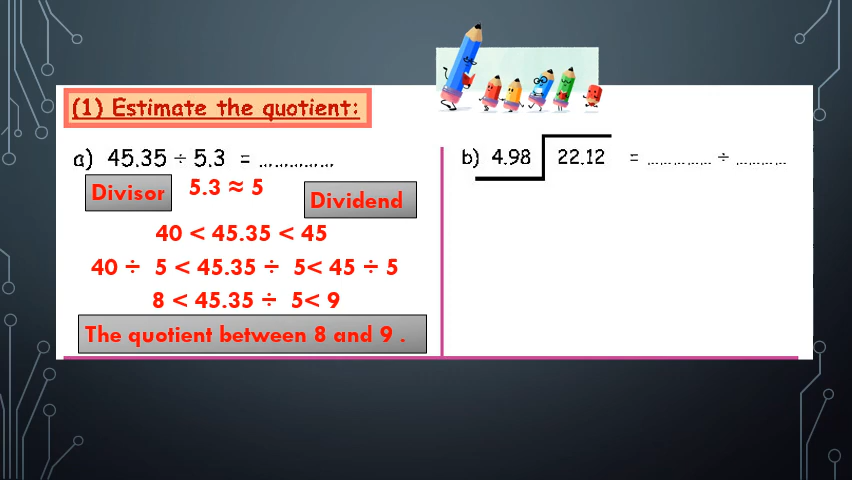 (1) Estimate the quotient:
a) 45.35 ÷ 5.3 = ..............
Divisor 5.3 ≈ 5 Dividend
40 < 45.35 < 45
40 ÷ 5 < 45.35 ÷ 5< 45 ÷ 5
8 < 45.35 ÷ 5< 9
The quotient between 8 and 9 .
b) 4.98 22.12 = .............. ÷ ...........